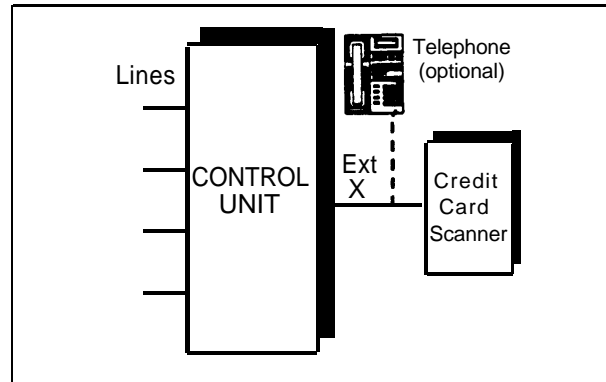 Lines
CONTROL
UNIT
Telephone
(optional)
Ext
X
Credit
Card
Scanner